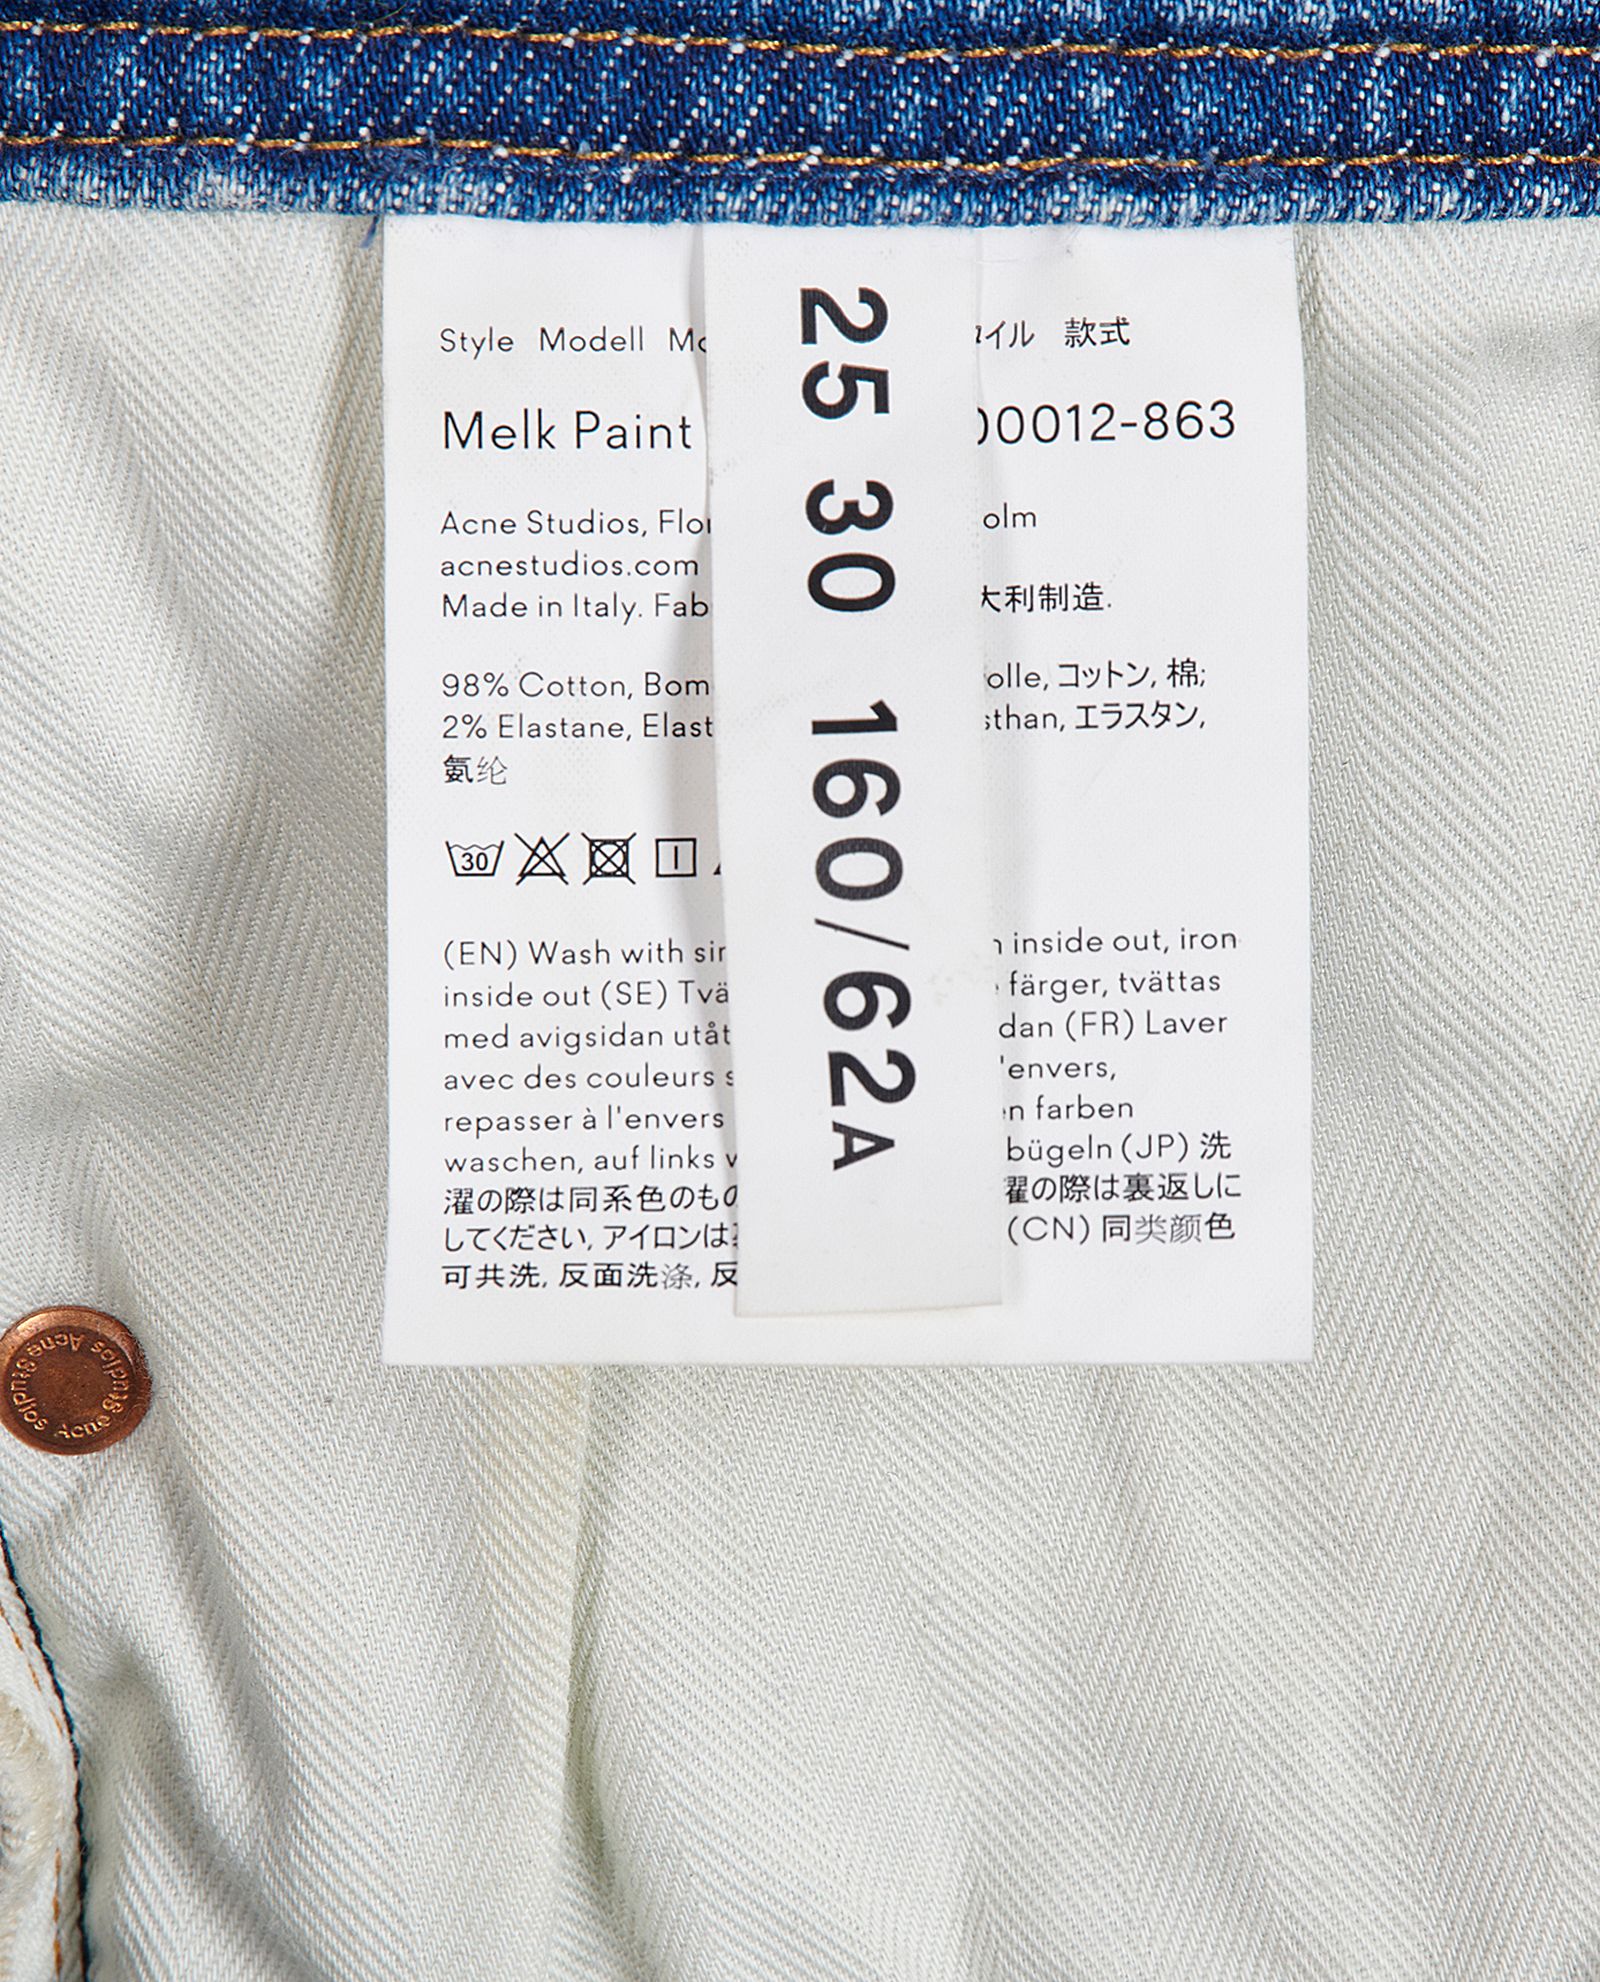 Style Modell
イル 款式
Melk Paint
0012-863
Acne Studios,
acnestudios.com
Made in Italy.
大利制造.
98% Cotton,
コットン, 棉;
2% Elastane,
エラスタン,
氨纶
30
(EN) Wash with
inside out, iron
inside out (SE)
färger, tvättas
med avigsidan
(FR) Laver
avec des couleurs
l'envers,
repasser à l'envers
farben
waschen, auf links
bügeln (JP) 洗
濯の際は同系色のもの
濯の際は裏返しに
してください, アイロンは
(CN) 同类颜色
可共洗, 反面洗涤, 反
25 30 160/62A
Acne Studios Acne Studios